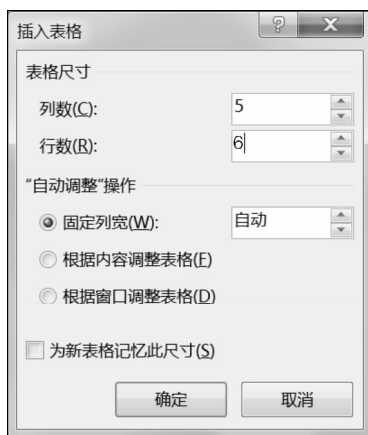 插入表格
表格尺寸
列数(C): 5
行数(R): 6
"自动调整"操作
固定列宽(W): 自动
根据内容调整表格(F)
根据窗口调整表格(D)
为新表格记忆此尺寸(S)
确定 取消